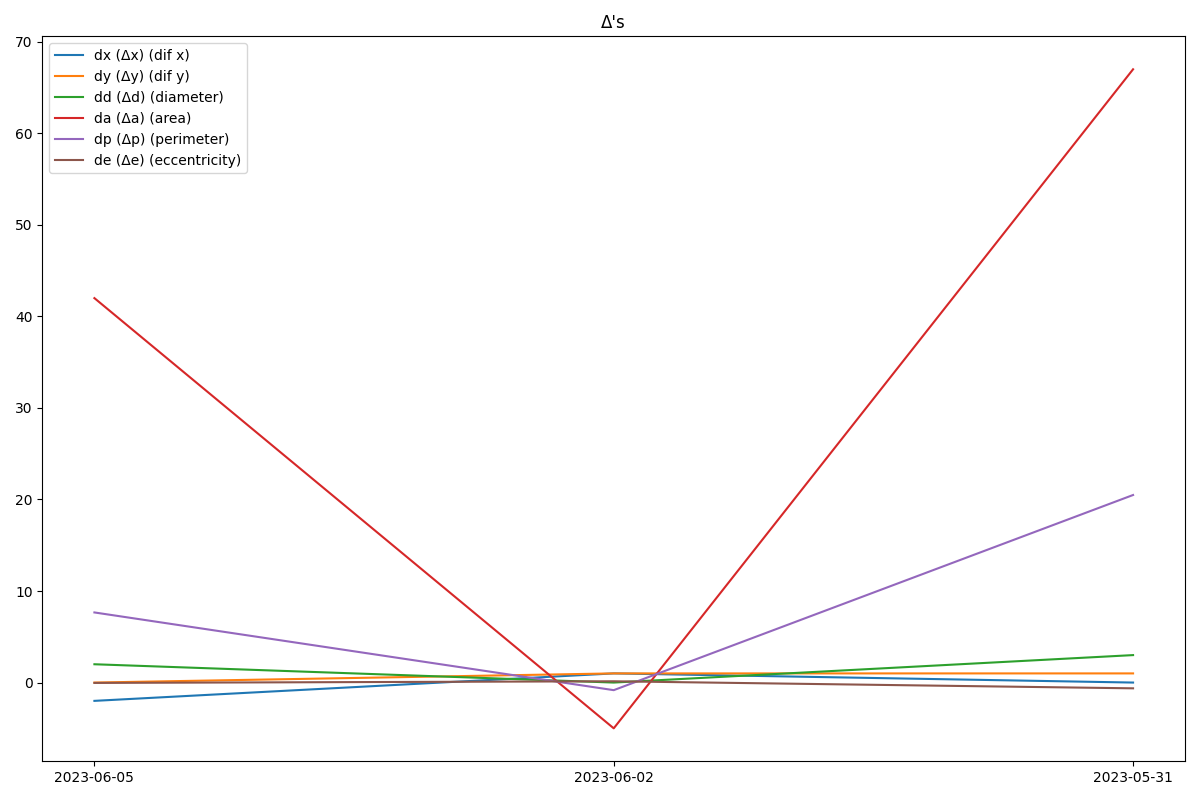 Δ's
70
60
50
40
30
20
10
0
dx (Δx) (dif x)
dy (Δy) (dif y)
dd (Δd) (diameter)
da (Δa) (area)
dp (Δp) (perimeter)
de (Δe) (eccentricity)
2023-06-05
2023-06-02
2023-05-31